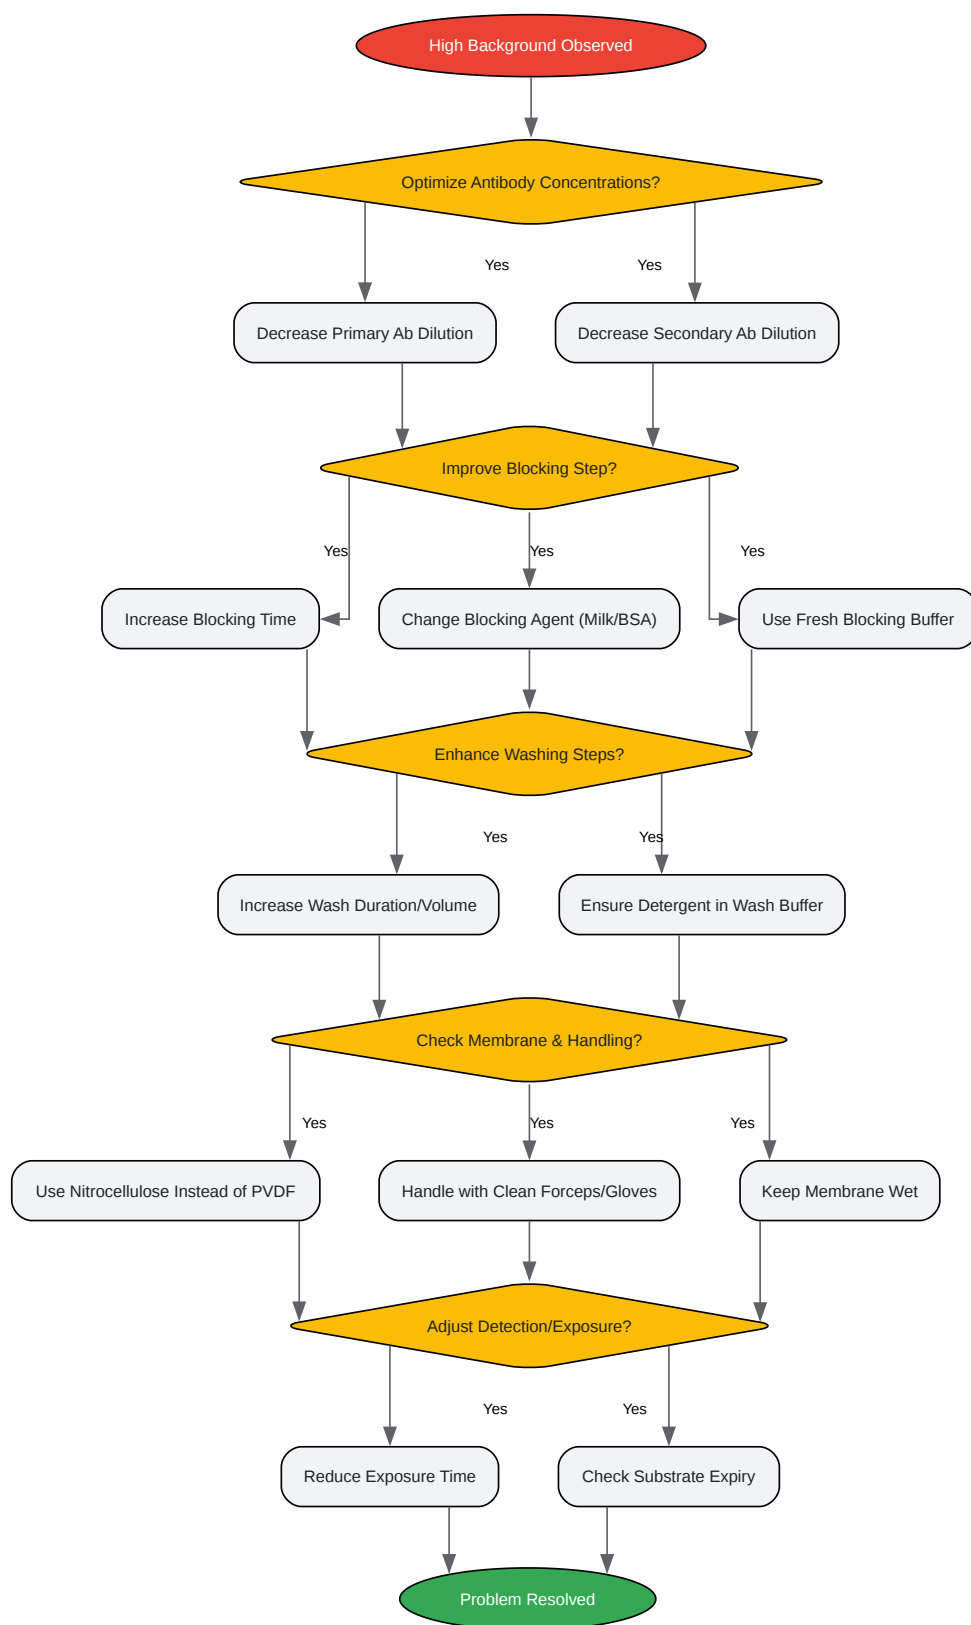 High Background Observed
Optimize Antibody Concentrations?
Yes
Yes
Decrease Primary Ab Dilution
Decrease Secondary Ab Dilution
Improve Blocking Step?
Yes
Yes
Yes
Increase Blocking Time
Change Blocking Agent (Milk/BSA)
Use Fresh Blocking Buffer
Enhance Washing Steps?
Yes
Yes
Increase Wash Duration/Volume
Ensure Detergent in Wash Buffer
Check Membrane & Handling?
Yes
Yes
Yes
Use Nitrocellulose Instead of PVDF
Handle with Clean Forceps/Gloves
Keep Membrane Wet
Adjust Detection/Exposure?
Yes
Yes
Reduce Exposure Time
Check Substrate Expiry
Problem Resolved